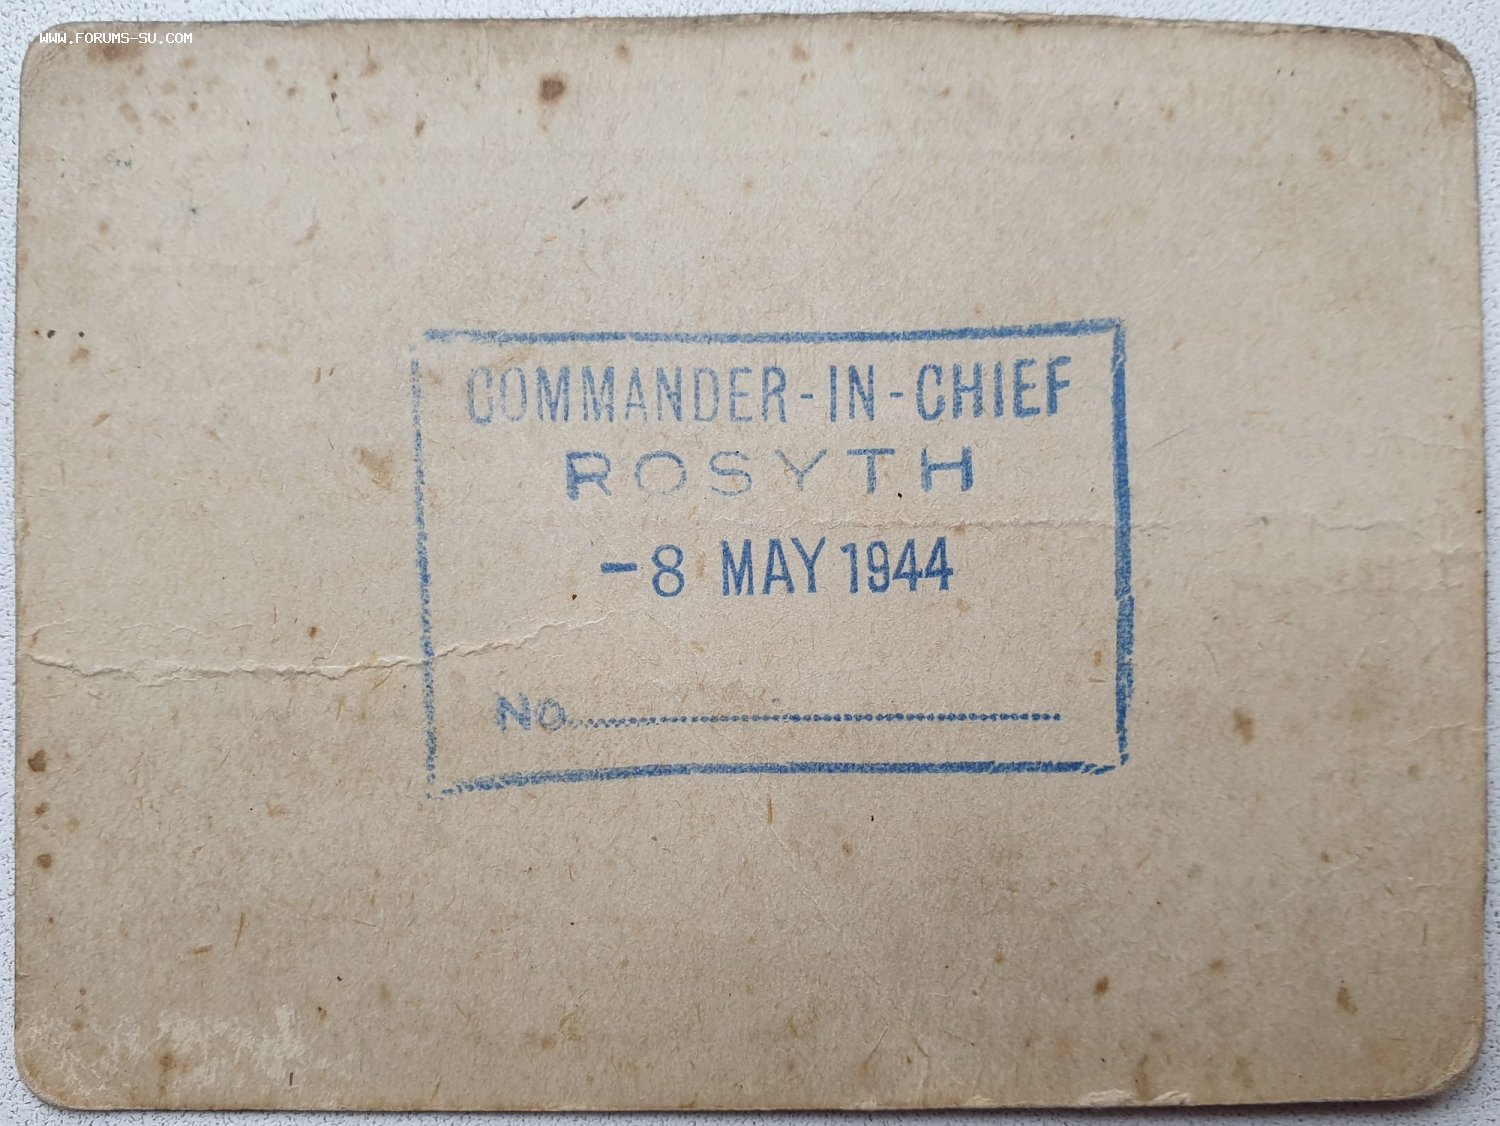 WWW.FORUMS-SU.COM
COMMANDER-IN-CHIEF
ROSYTH
-8 MAY 1944
No.......................................................